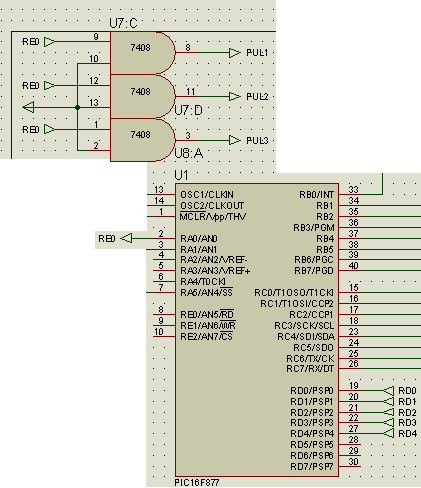 U7:C
RE0 9 7408 8 PUL1
10
RE0 12 7408 11 PUL2
13 U7:D
RE0 1 7408 3 PUL3
2 U8:A
U1
13 OSC1/CLKIN RB0/INT 33
14 OSC2/CLKOUT RB1 34
1 MCLR/Vpp/THV RB2 35
RB3/PGM 36
RE0 2 RA0/AN0 RB4 37
3 RA1/AN1 RB5 38
4 RA2/AN2/VREF- RB6/PGC 39
5 RA3/AN3/VREF+ RB7/PGD 40
6 RA4/T0CKI
7 RA5/AN4/SS RC0/T1OSO/T1CKI 15
RC1/T1OSI/CCP2 16
8 RE0/AN5/RD RC2/CCP1 17
9 RE1/AN6/WR RC3/SCK/SCL 18
10 RE2/AN7/CS RC4/SDI/SDA 23
RC5/SDO 24
RC6/TX/CK 25
RC7/RX/DT 26
RD0/PSP0 19 RD0
RD1/PSP1 20 RD1
RD2/PSP2 21 RD2
RD3/PSP3 22 RD3
RD4/PSP4 27 RD4
RD5/PSP5 28
RD6/PSP6 29
RD7/PSP7 30
PIC16F877